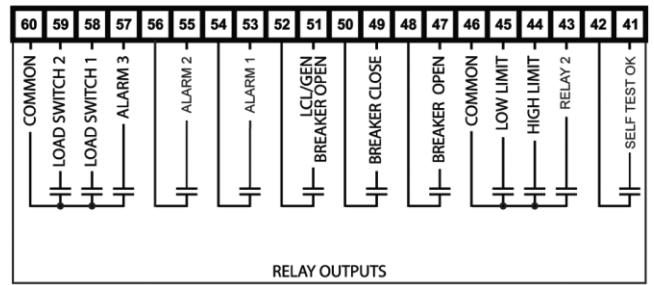 60 59 58 57 56 55 54 53 52 51 50 49 48 47 46 45 44 43 42 41
COMMON
LOAD SWITCH 2
LOAD SWITCH 1
ALARM 3
ALARM 2
ALARM 1
LCL/GEN
BREAKER OPEN
BREAKER CLOSE
BREAKER OPEN
COMMON
LOW LIMIT
HIGH LIMIT
RELAY 2
SELF TEST OK
RELAY OUTPUTS